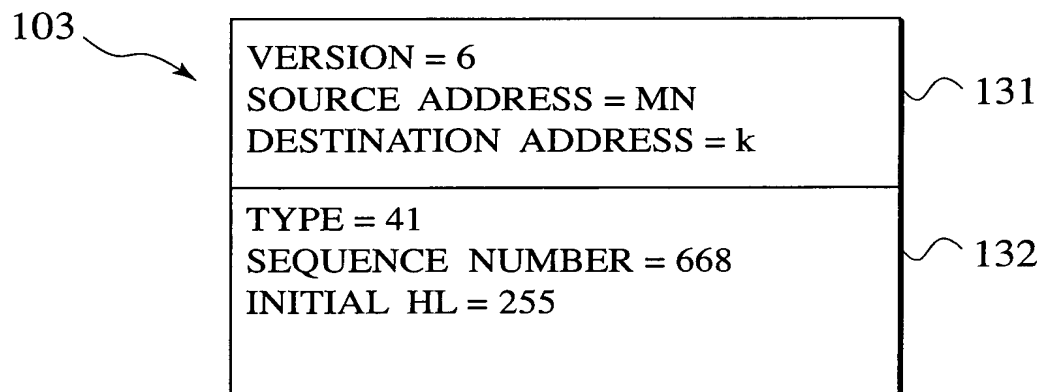 103
VERSION = 6
SOURCE ADDRESS = MN
DESTINATION ADDRESS = k
131
TYPE = 41
SEQUENCE NUMBER = 668
INITIAL HL = 255
132